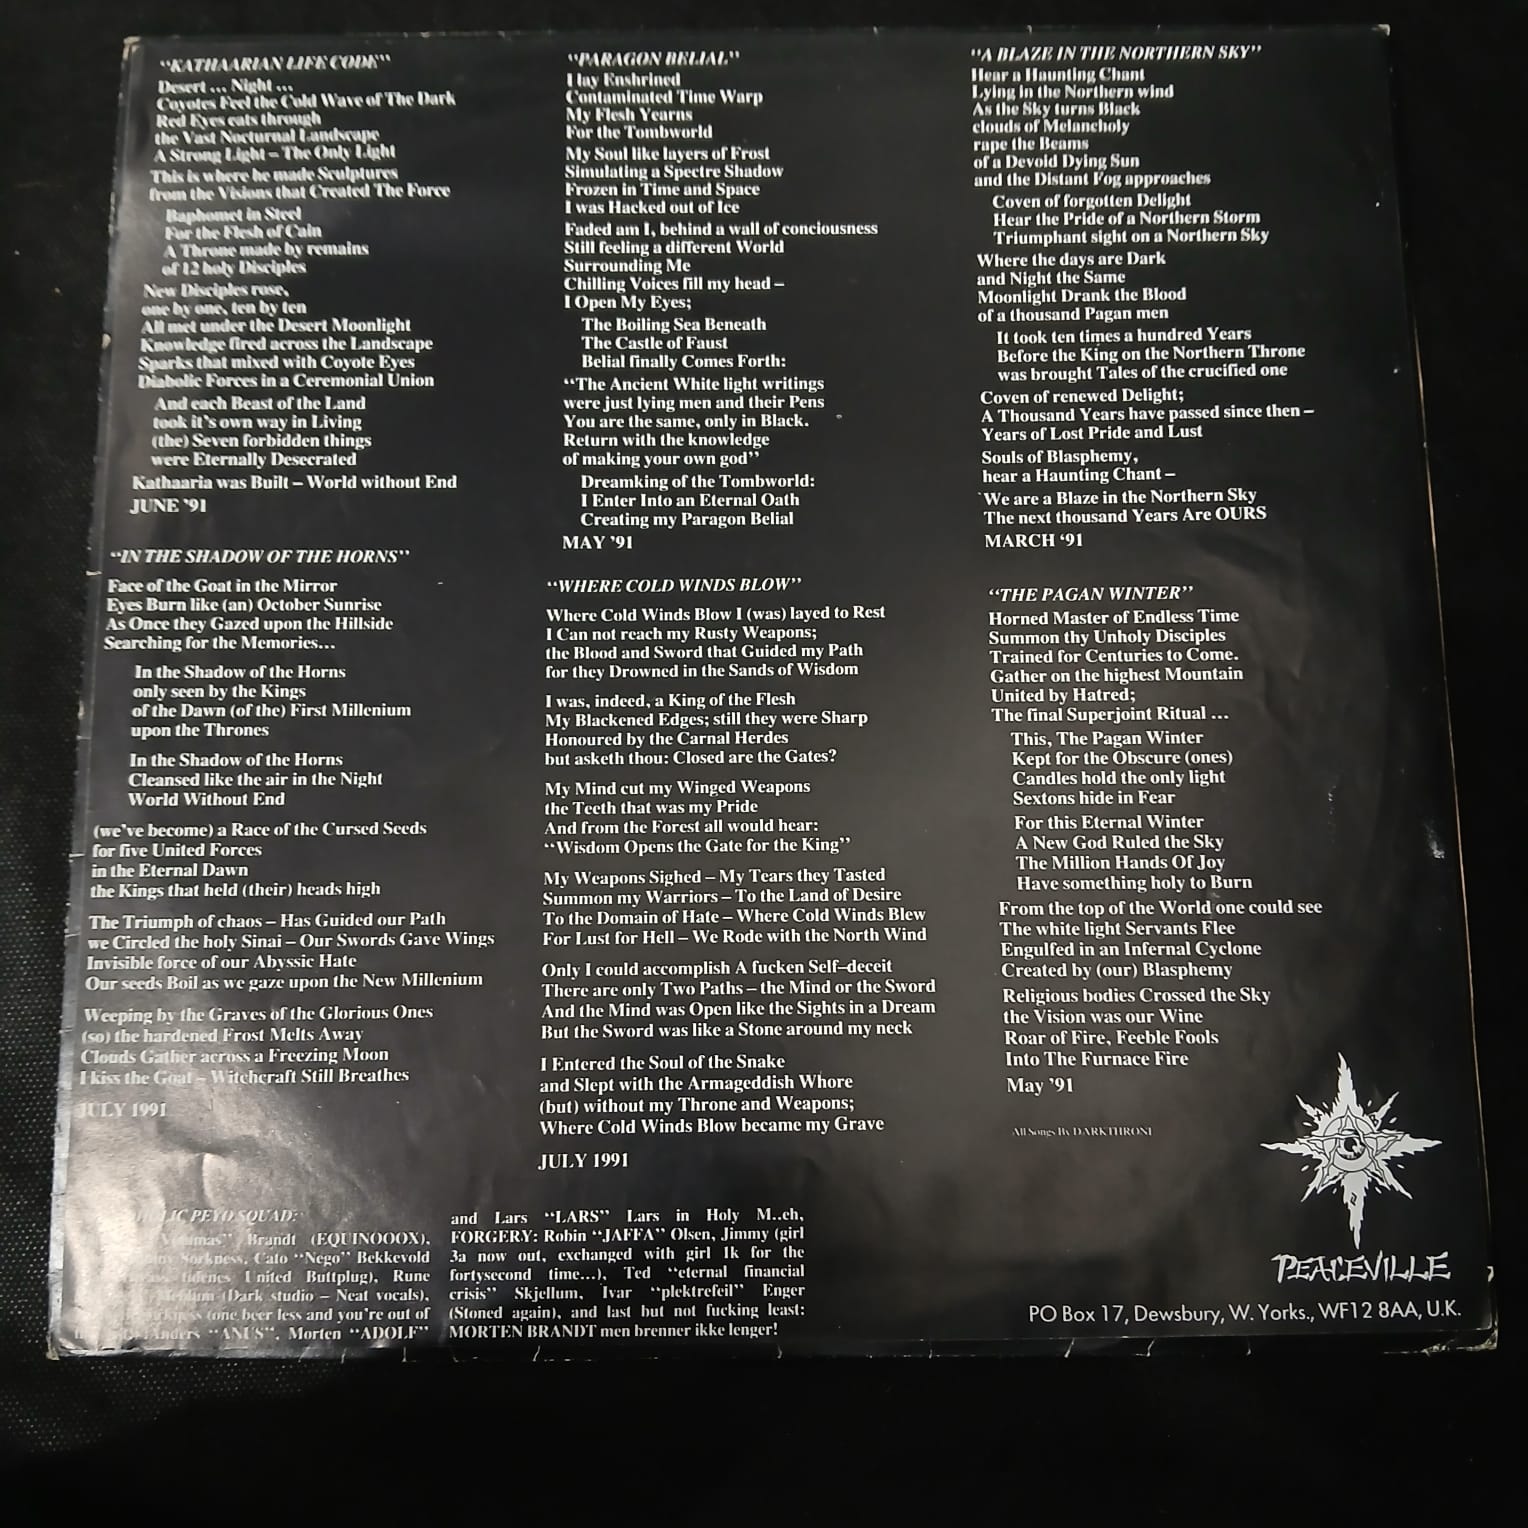 "KATHAARIAN LIFE CODE"
Desert ... Night ...
Coyotes Feel the Cold Wave of The Dark
Red Eyes eats through
the Vast Nocturnal Landscape
A Strong Light – The Only Light
This is where he made Sculptures
from the Visions that Created The Force
Baphomet in Steel
For the Flesh of Cain
A Throne made by remains
of 12 holy Disciples
New Disciples rose,
one by one, ten by ten
All met under the Desert Moonlight
Knowledge fired across the Landscape
Sparks that mixed with Coyote Eyes
Diabolic Forces in a Ceremonial Union
And each Beast of the Land
took it's own way in Living
(the) Seven forbidden things
were Eternally Desecrated
Kathaaria was Built – World without End
JUNE '91
"IN THE SHADOW OF THE HORNS"
Face of the Goat in the Mirror
Eyes Burn like (an) October Sunrise
As Once they Gazed upon the Hillside
Searching for the Memories...
In the Shadow of the Horns
only seen by the Kings
of the Dawn (of the) First Millenium
upon the Thrones
In the Shadow of the Horns
Cleansed like the air in the Night
World Without End
(we've become) a Race of the Cursed Seeds
for five United Forces
in the Eternal Dawn
the Kings that held (their) heads high
The Triumph of chaos – Has Guided our Path
we Circled the holy Sinai – Our Swords Gave Wings
Invisible force of our Abyssic Hate
Our seeds Boil as we gaze upon the New Millenium
Weeping by the Graves of the Glorious Ones
(so) the hardened Frost Melts Away
Clouds Gather across a Freezing Moon
I kiss the Goat – Witchcraft Still Breathes
JULY 1991
"PARAGON BELIAL"
I lay Enshrined
Contaminated Time Warp
My Flesh Yearns
For the Tombworld
My Soul like layers of Frost
Simulating a Spectre Shadow
Frozen in Time and Space
I was Hacked out of Ice
Faded am I, behind a wall of conciousness
Still feeling a different World
Surrounding Me
Chilling Voices fill my head –
I Open My Eyes;
The Boiling Sea Beneath
The Castle of Faust
Belial finally Comes Forth:
"The Ancient White light writings
were just lying men and their Pens
You are the same, only in Black.
Return with the knowledge
of making your own god"
Dreamking of the Tombworld:
I Enter Into an Eternal Oath
Creating my Paragon Belial
MAY '91
"WHERE COLD WINDS BLOW"
Where Cold Winds Blow I (was) layed to Rest
I Can not reach my Rusty Weapons;
the Blood and Sword that Guided my Path
for they Drowned in the Sands of Wisdom
I was, indeed, a King of the Flesh
My Blackened Edges; still they were Sharp
Honoured by the Carnal Herdes
but asketh thou: Closed are the Gates?
My Mind cut my Winged Weapons
the Teeth that was my Pride
And from the Forest all would hear:
"Wisdom Opens the Gate for the King"
My Weapons Sighed – My Tears they Tasted
Summon my Warriors – To the Land of Desire
To the Domain of Hate – Where Cold Winds Blew
For Lust for Hell – We Rode with the North Wind
Only I could accomplish A fucken Self–deceit
There are only Two Paths – the Mind or the Sword
And the Mind was Open like the Sights in a Dream
But the Sword was like a Stone around my neck
I Entered the Soul of the Snake
and Slept with the Armageddish Whore
(but) without my Throne and Weapons;
Where Cold Winds Blow became my Grave
JULY 1991
"A BLAZE IN THE NORTHERN SKY"
Hear a Haunting Chant
Lying in the Northern wind
As the Sky turns Black
clouds of Melancholy
rape the Beams
of a Devoid Dying Sun
and the Distant Fog approaches
Coven of forgotten Delight
Hear the Pride of a Northern Storm
Triumphant sight on a Northern Sky
Where the days are Dark
and Night the Same
Moonlight Drank the Blood
of a thousand Pagan men
It took ten times a hundred Years
Before the King on the Northern Throne
was brought Tales of the crucified one
Coven of renewed Delight;
A Thousand Years have passed since then –
Years of Lost Pride and Lust
Souls of Blasphemy,
hear a Haunting Chant –
We are a Blaze in the Northern Sky
The next thousand Years Are OURS
MARCH '91
"THE PAGAN WINTER"
Horned Master of Endless Time
Summon thy Unholy Disciples
Trained for Centuries to Come.
Gather on the highest Mountain
United by Hatred;
The final Superjoint Ritual ...
This, The Pagan Winter
Kept for the Obscure (ones)
Candles hold the only light
Sextons hide in Fear
For this Eternal Winter
A New God Ruled the Sky
The Million Hands Of Joy
Have something holy to Burn
From the top of the World one could see
The white light Servants Flee
Engulfed in an Infernal Cyclone
Created by (our) Blasphemy
Religious bodies Crossed the Sky
the Vision was our Wine
Roar of Fire, Feeble Fools
Into The Furnace Fire
May '91
All Songs By DARKTHRONE
PEYO SQUAD:
Brandt (EQUINOOOX),
Sorkness, Cato "Nego" Bekkevold
tidenes United Buttplug), Rune
(Dark studio – Neat vocals),
(one beer less and you're out of
Anders "ANUS", Morten "ADOLF"
and Lars "LARS" Lars in Holy M..ch,
FORGERY: Robin "JAFFA" Olsen, Jimmy (girl
3a now out, exchanged with girl 1k for the
fortysecond time...), Ted "eternal financial
crisis" Skjellum, Ivar "plektrefeil" Enger
(Stoned again), and last but not fucking least:
MORTEN BRANDT men brenner ikke lenger!
PEACEVILLE
PO Box 17, Dewsbury, W. Yorks., WF12 8AA, U.K.